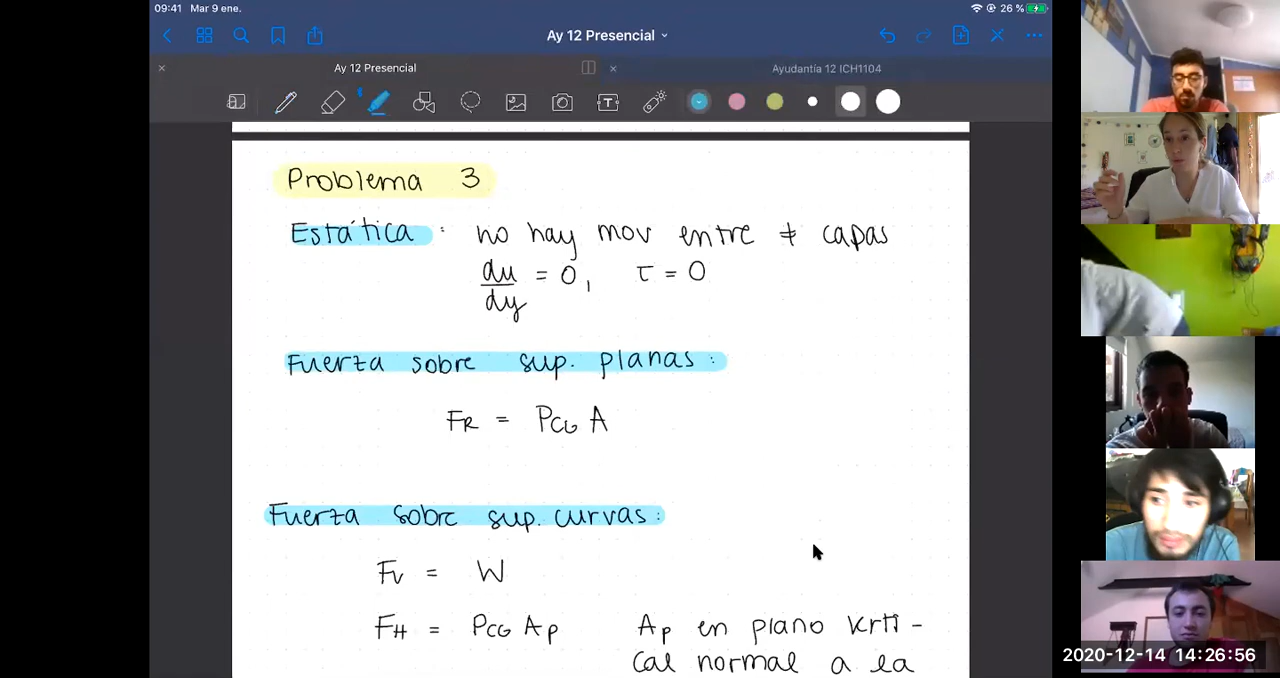 09:41 Mar 9 ene.
26 %
Ay 12 Presencial
Ay 12 Presencial
Ayudantía 12 ICH1104
Problema 3
Estática : no hay mov entre ≠ capas
du/dy = 0, τ = 0
Fuerza sobre sup. planas :
FR = PCG A
Fuerza sobre sup. curvas :
Fv = W
FH = PCG Ap Ap en plano verti-
cal normal a la
2020-12-14 14:26:56